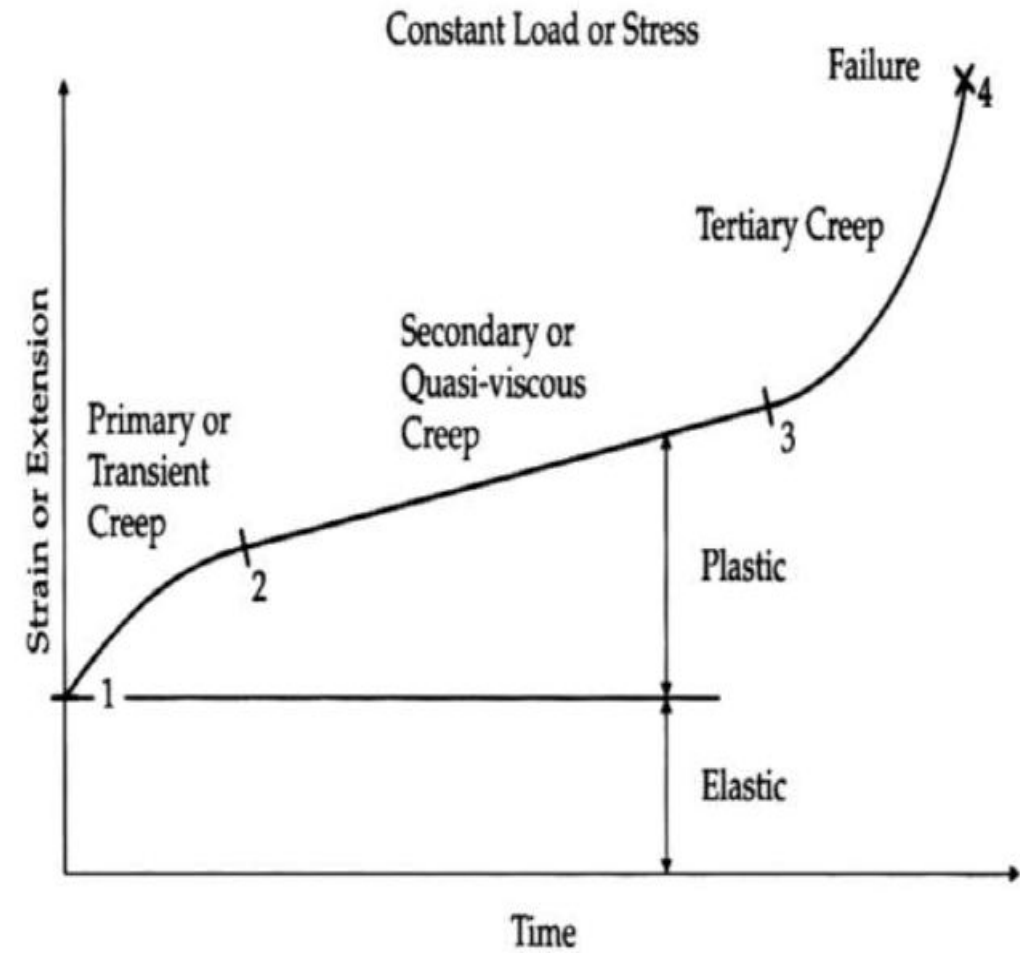 Constant Load or Stress
Failure
4
Tertiary Creep
Secondary or
Quasi-viscous
Creep
Primary or
Transient
Creep
3
2
Plastic
1
Elastic
Strain or Extension
Time